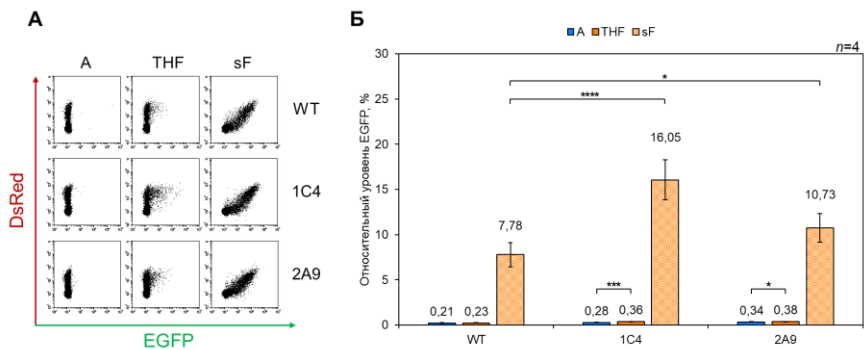 А
A THF sF
WT
1C4
2A9
DsRed
EGFP
Б
A THF sF
n=4
Относительный уровень EGFP, %
30
25
20
15
10
5
0
*
****
16,05
10,73
7,78
***
*
0,21 0,23 0,28 0,36 0,34 0,38
WT 1C4 2A9